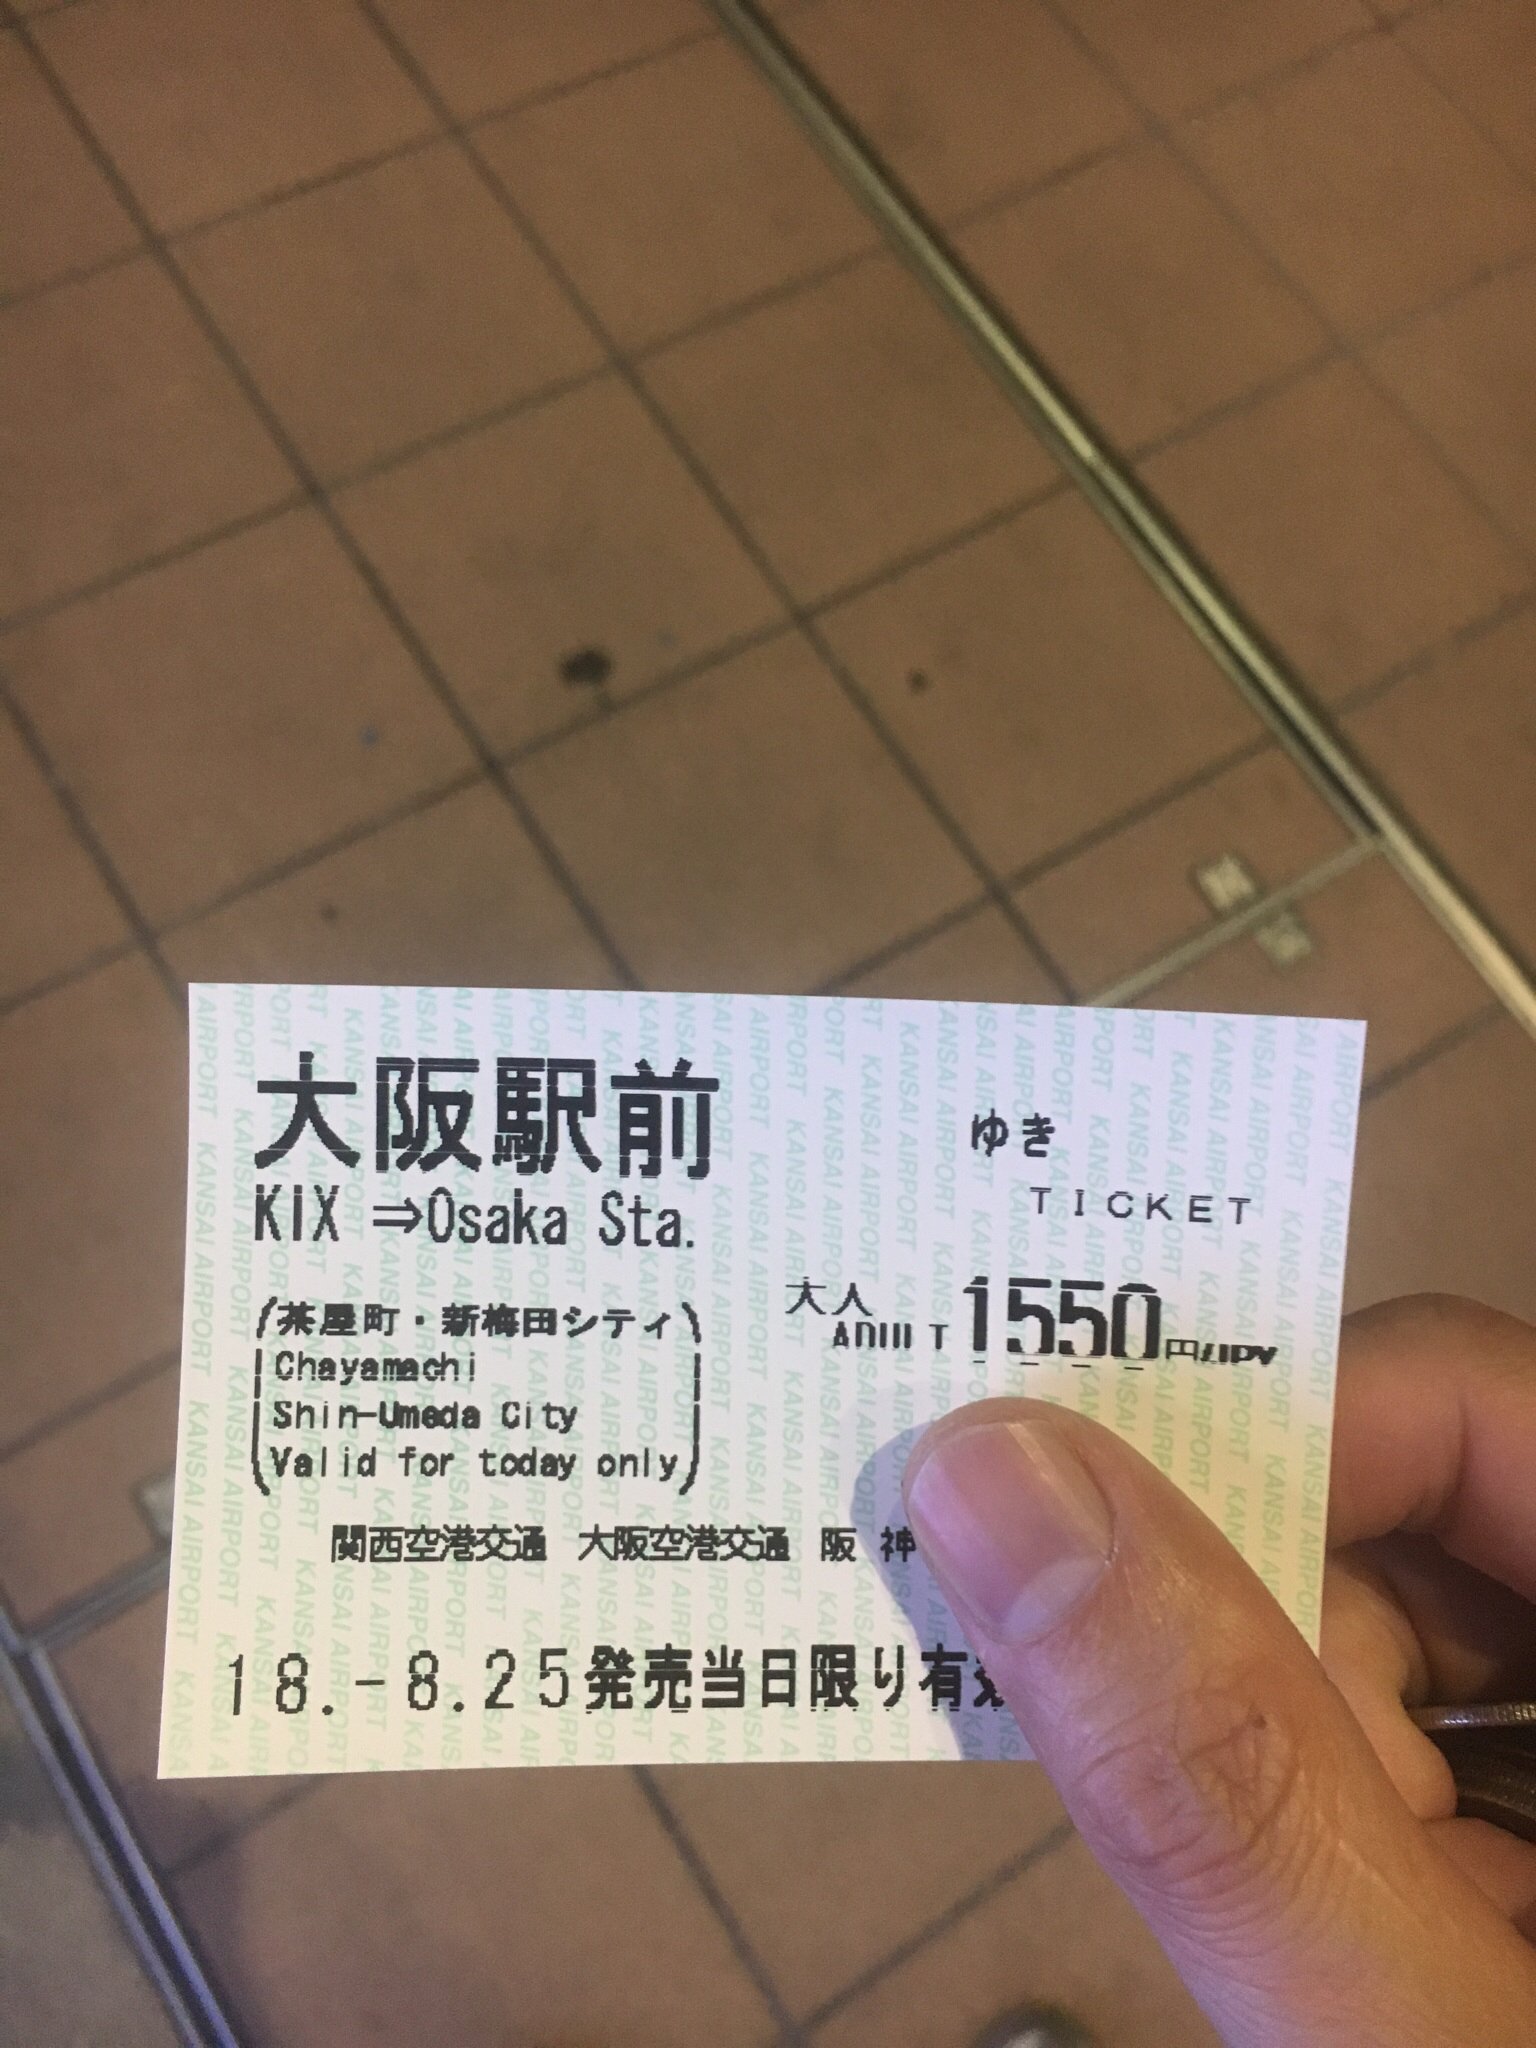 大阪駅前 ゆき
KIX ⇒Osaka Sta. TICKET
茶屋町・新梅田シティ
Chayamachi
Shin-Umeda City
Valid for today only
大人
ADULT 1550円/JPY
関西空港交通 大阪空港交通 阪神
18.-8.25発売当日限り有効
KANSAI AIRPORT